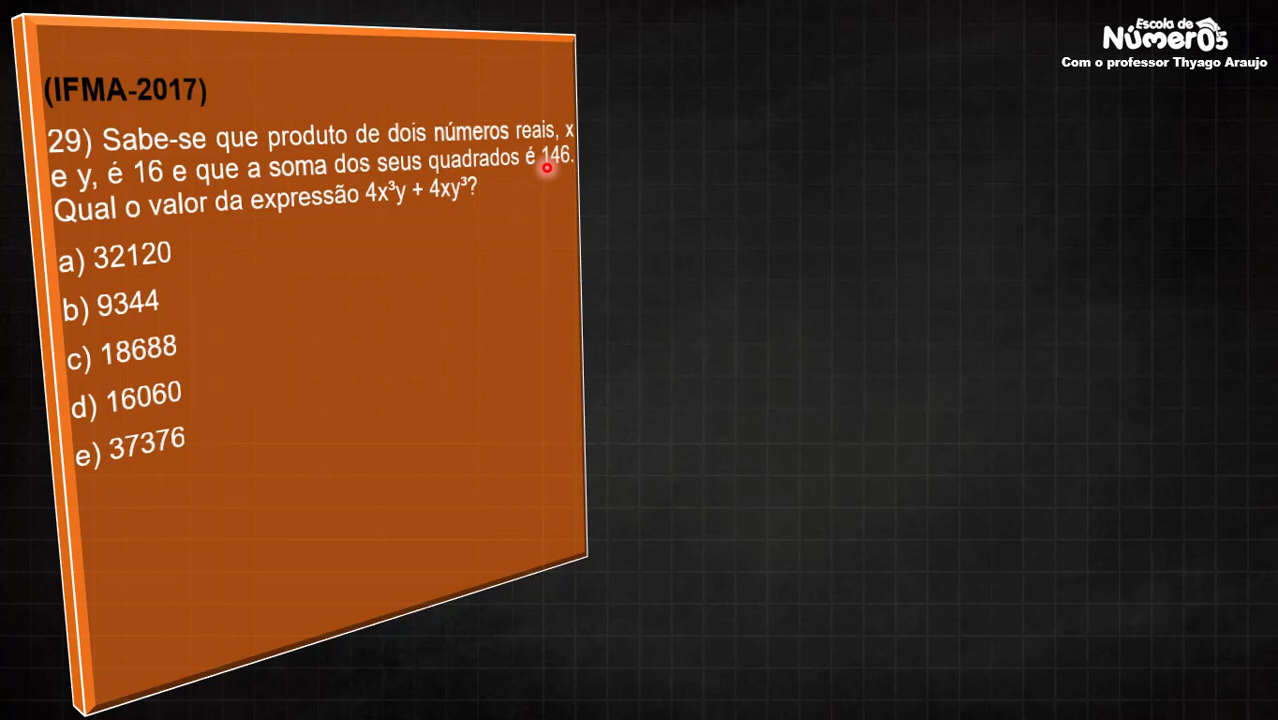 Escola de
Númer05
Com o professor Thyago Araujo
(IFMA-2017)
29) Sabe-se que produto de dois números reais, x
e y, é 16 e que a soma dos seus quadrados é 146.
Qual o valor da expressão 4x³y + 4xy³?
a) 32120
b) 9344
c) 18688
d) 16060
e) 37376